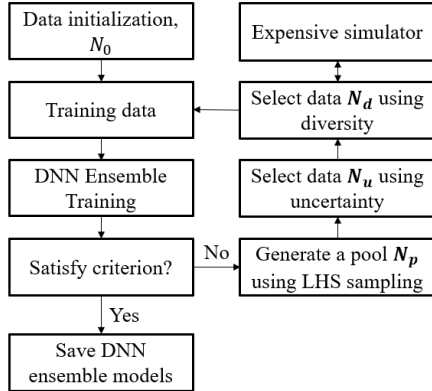 Data initialization,
N₀
Training data
DNN Ensemble
Training
Satisfy criterion?
Yes
Save DNN
ensemble models
No
Generate a pool Nₚ
using LHS sampling
Select data Nᵤ using
uncertainty
Select data N_d using
diversity
Expensive simulator